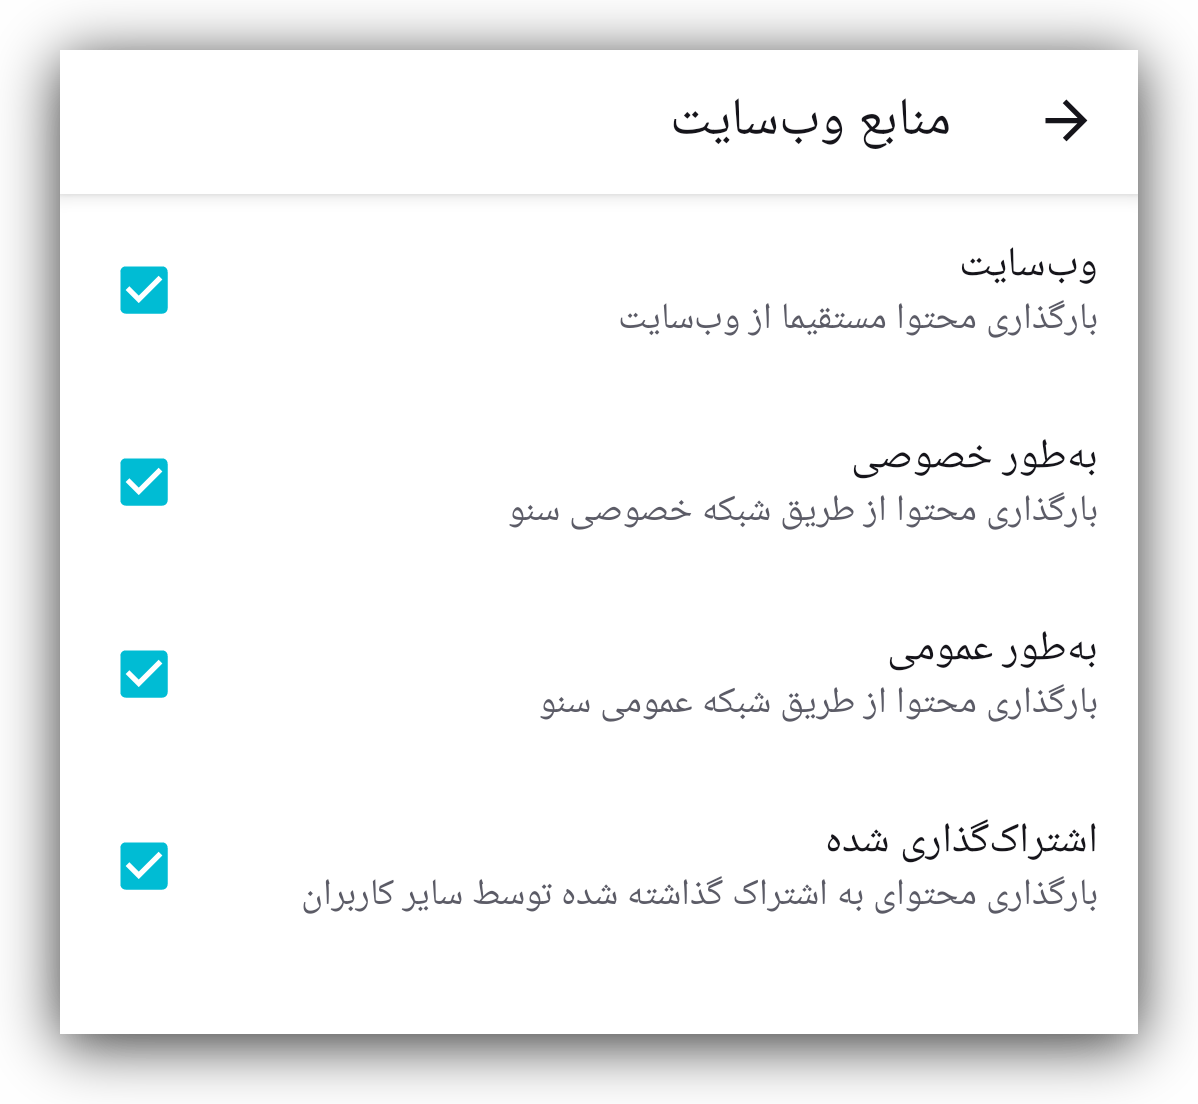 منابع وب‌سایت
وب‌سایت
بارگذاری محتوا مستقیما از وب‌سایت
به‌طور خصوصی
بارگذاری محتوا از طریق شبکه خصوصی سنو
به‌طور عمومی
بارگذاری محتوا از طریق شبکه عمومی سنو
اشتراک‌گذاری شده
بارگذاری محتوای به اشتراک گذاشته شده توسط سایر کاربران